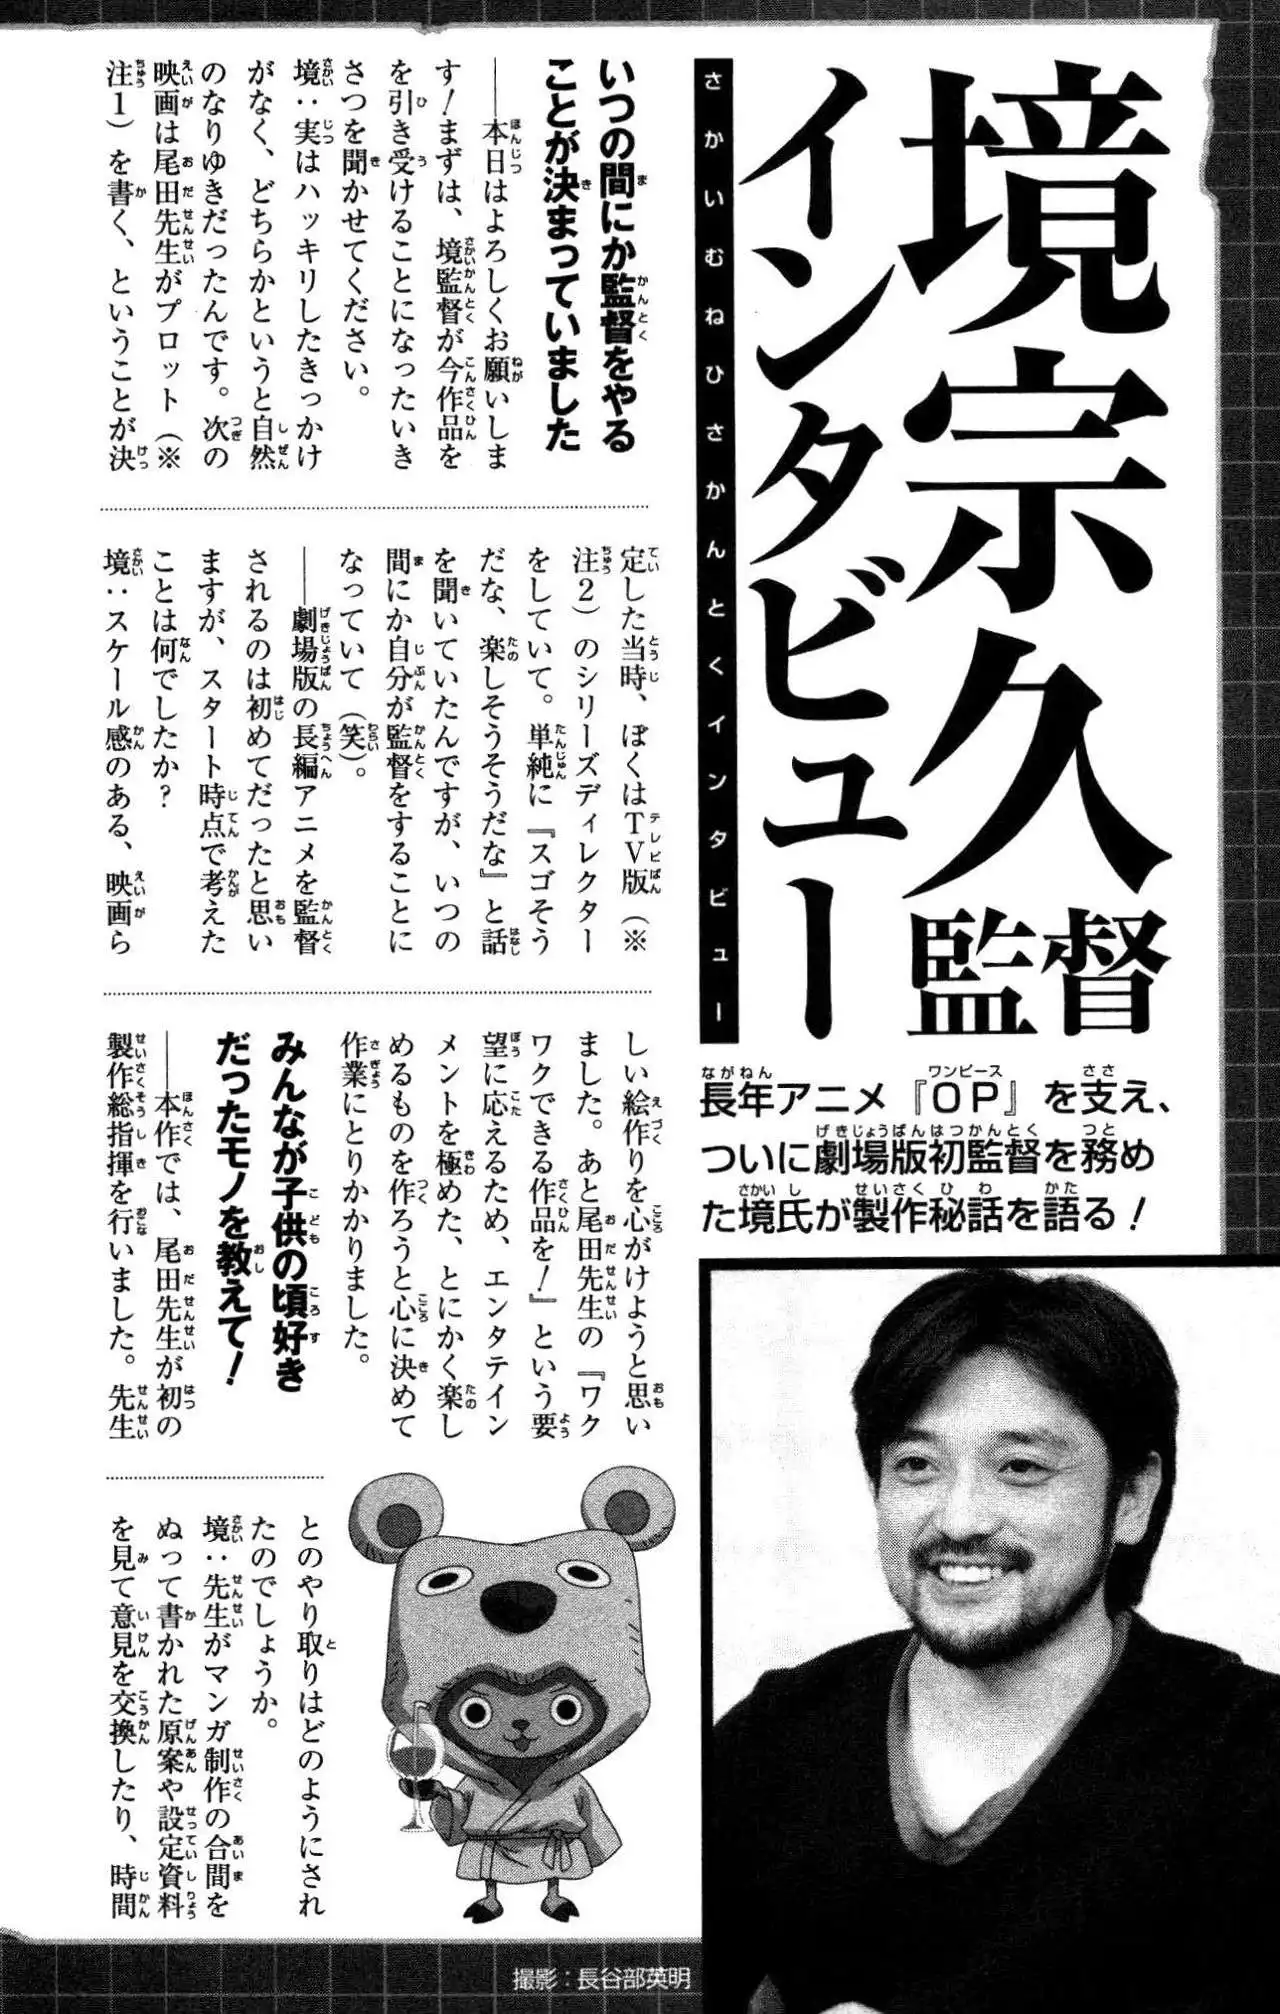 境宗久監督
インタビュー
さかいむねひさかんとくインタビュー
長年アニメ『OP』を支え、
ついに劇場版初監督を務め
た境氏が製作秘話を語る！
いつの間にか監督をやる
ことが決まっていました
――本日はよろしくお願いしま
す！まずは、境監督が今作品を
を引き受けることになったいき
さつを聞かせてください。
境：実はハッキリしたきっかけ
がなく、どちらかというと自然
のなりゆきだったんです。次の
映画は尾田先生がプロット（※
注1）を書く、ということが決
定した当時、ぼくはTV版（※
注2）のシリーズディレクター
をしていて。単純に『スゴそう
だな、楽しそうそうだな』と話
を聞いていたんですが、いつの
間にか自分が監督をすることに
なっていて（笑）。
――劇場版の長編アニメを監督
されるのは初めてだったと思い
ますが、スタート時点で考えた
ことは何でしたか？
境：スケール感のある、映画ら
しい絵作りを心がけようと思い
ました。あと尾田先生の『ワク
ワクできる作品を！』という要
望に応えるため、エンタテイン
メントを極めた、とにかく楽し
めるものを作ろうと心に決めて
作業にとりかかりました。
みんなが子供の頃好き
だったモノを教えて！
――本作では、尾田先生が初の
製作総指揮を行いました。先生
とのやり取りはどのようにされ
たのでしょうか。
境：先生がマンガ制作の合間を
ぬって書かれた原案や設定資料
を見て意見を交換したり、時間
撮影：長谷部英明